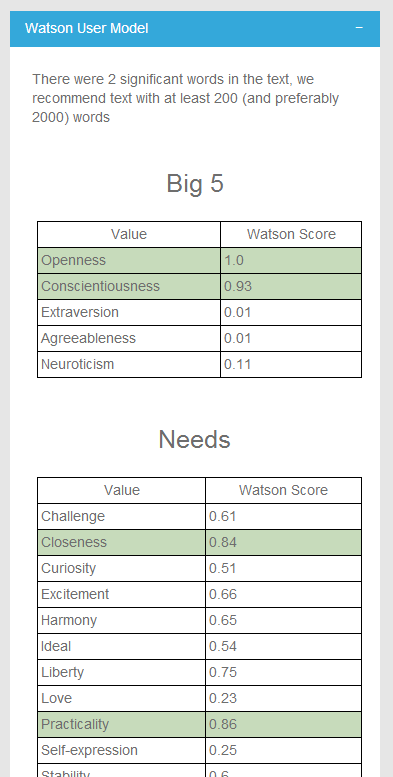 Watson User Model –
There were 2 significant words in the text, we
recommend text with at least 200 (and preferably
2000) words
Big 5
Value Watson Score
Openness 1.0
Conscientiousness 0.93
Extraversion 0.01
Agreeableness 0.01
Neuroticism 0.11
Needs
Value Watson Score
Challenge 0.61
Closeness 0.84
Curiosity 0.51
Excitement 0.66
Harmony 0.65
Ideal 0.54
Liberty 0.75
Love 0.23
Practicality 0.86
Self-expression 0.25
Stability 0.6